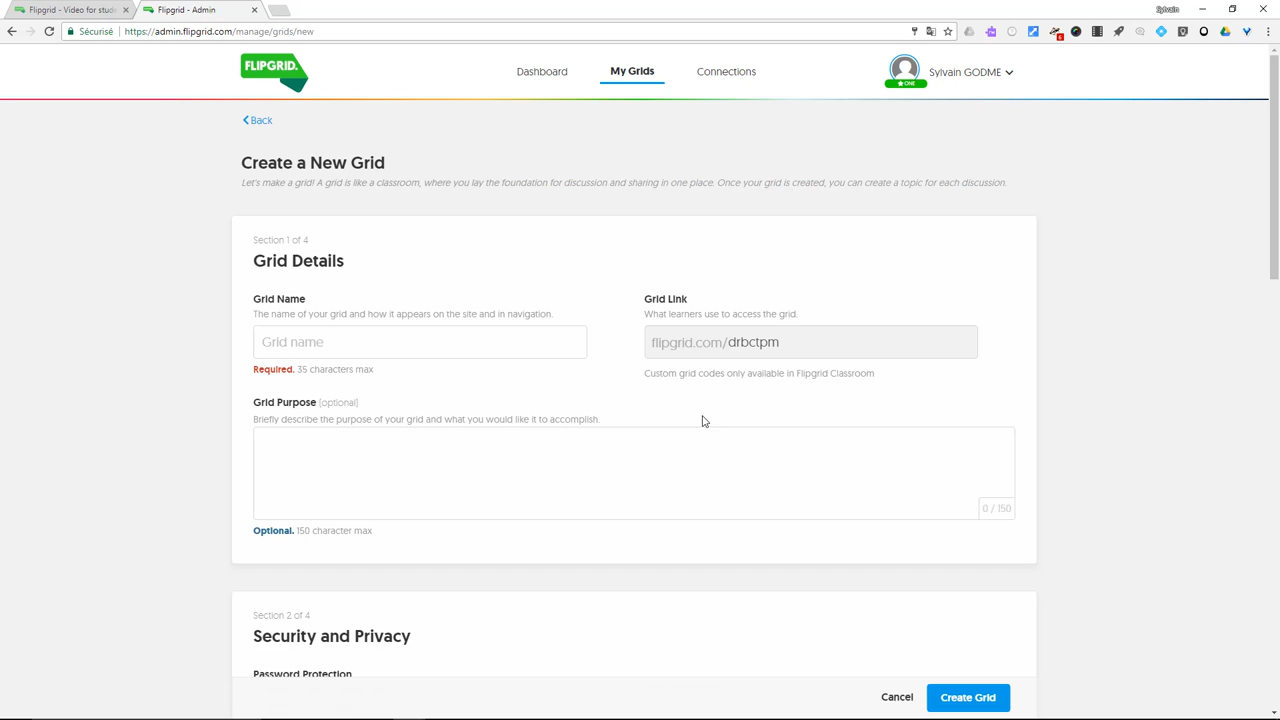 Flipgrid - Video for stude
Flipgrid - Admin
Sylvain
Sécurisé
https://admin.flipgrid.com/manage/grids/new
6
FLIPGRID.
Dashboard
My Grids
Connections
ONE
Sylvain GODME
Back
Create a New Grid
Let's make a grid! A grid is like a classroom, where you lay the foundation for discussion and sharing in one place. Once your grid is created, you can create a topic for each discussion.
Section 1 of 4
Grid Details
Grid Name
Grid Link
The name of your grid and how it appears on the site and in navigation.
What learners use to access the grid.
Grid name
flipgrid.com/drbctpm
Required. 35 characters max
Custom grid codes only available in Flipgrid Classroom
Grid Purpose (optional)
Briefly describe the purpose of your grid and what you would like it to accomplish.
0 / 150
Optional. 150 character max
Section 2 of 4
Security and Privacy
Password Protection
Cancel
Create Grid